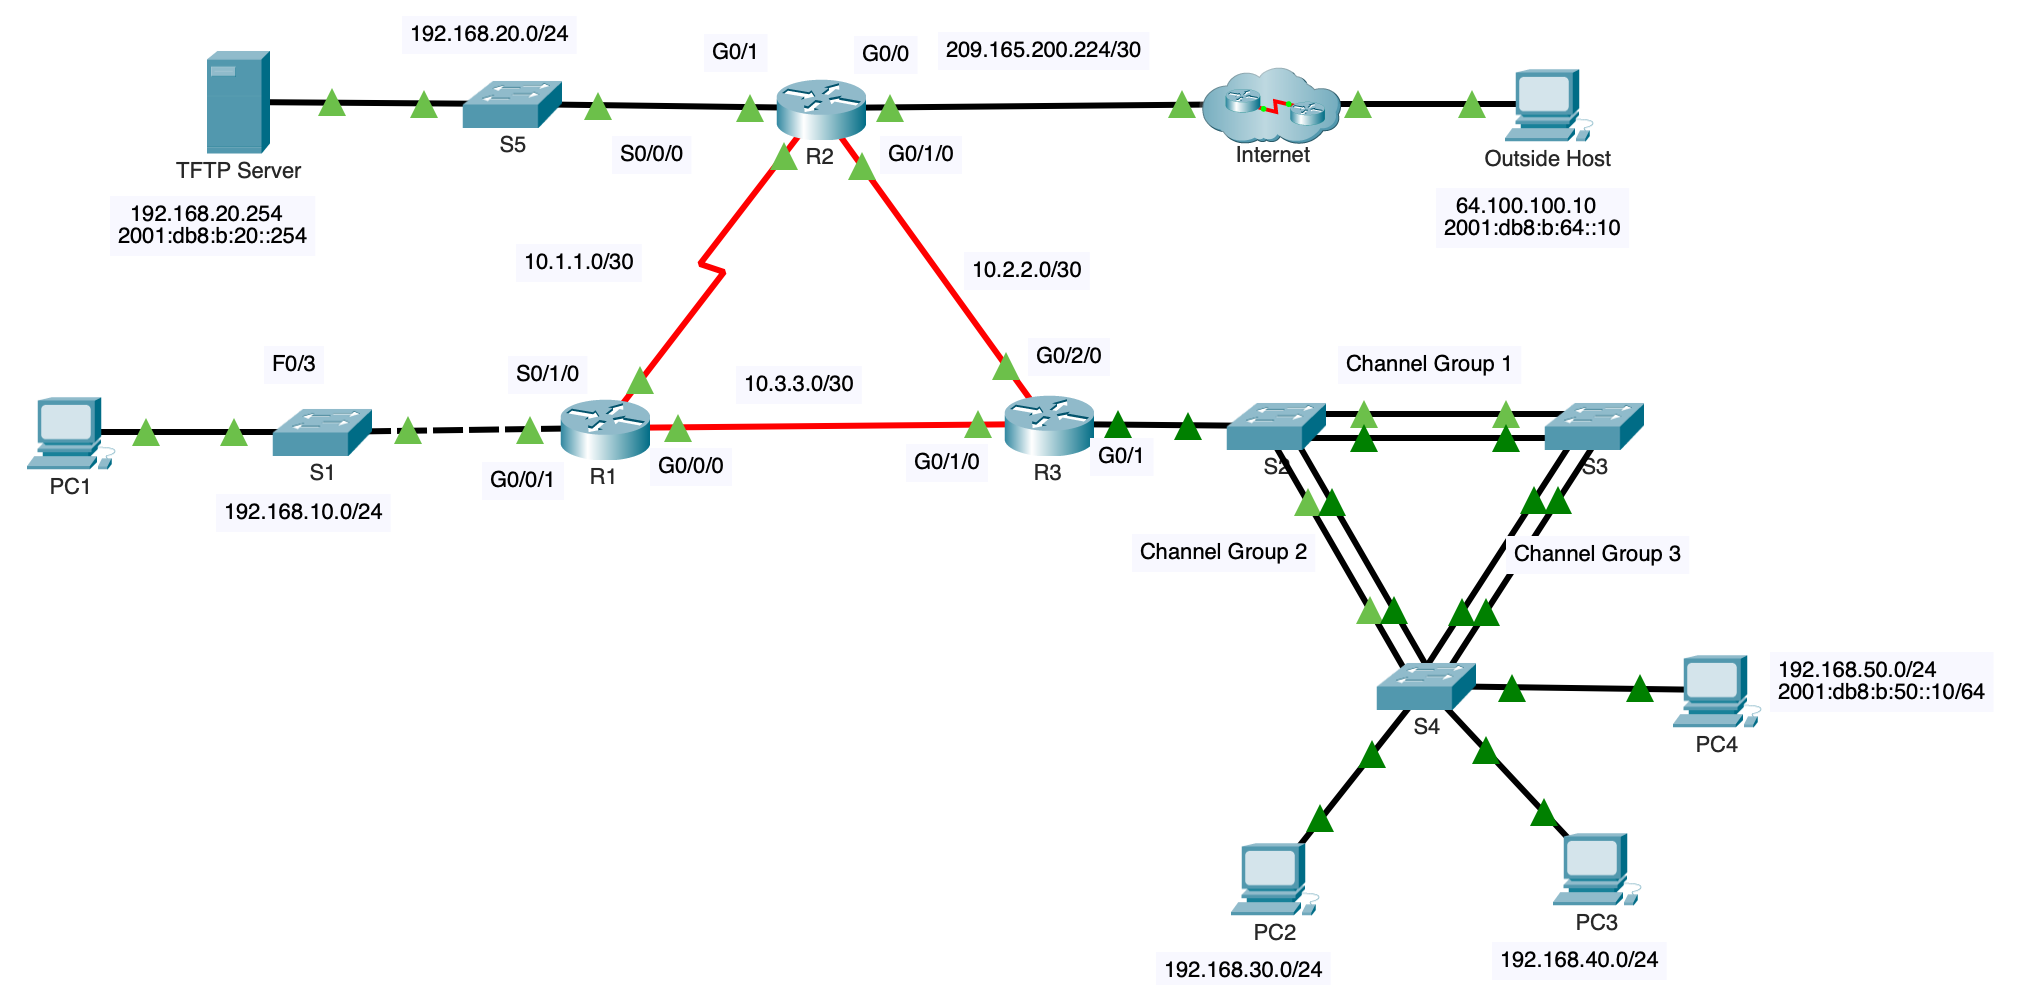 192.168.20.0/24
G0/1
G0/0
209.165.200.224/30
S5
S0/0/0
R2
G0/1/0
Internet
Outside Host
TFTP Server
192.168.20.254
2001:db8:b:20::254
64.100.100.10
2001:db8:b:64::10
10.1.1.0/30
10.2.2.0/30
F0/3
S0/1/0
10.3.3.0/30
G0/2/0
Channel Group 1
PC1
S1
G0/0/1
R1
G0/0/0
G0/1/0
R3
G0/1
S2
S3
192.168.10.0/24
Channel Group 2
Channel Group 3
192.168.50.0/24
2001:db8:b:50::10/64
S4
PC4
PC2
PC3
192.168.30.0/24
192.168.40.0/24